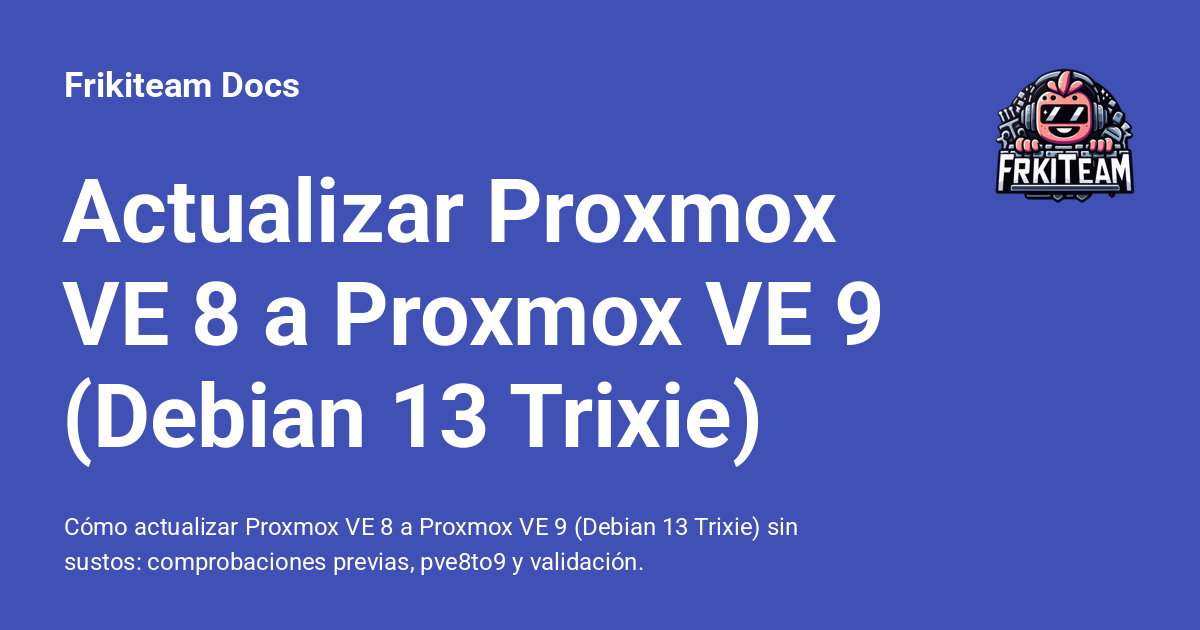 Frikiteam Docs
FRKITEAM
Actualizar Proxmox
VE 8 a Proxmox VE 9
(Debian 13 Trixie)
Cómo actualizar Proxmox VE 8 a Proxmox VE 9 (Debian 13 Trixie) sin
sustos: comprobaciones previas, pve8to9 y validación.